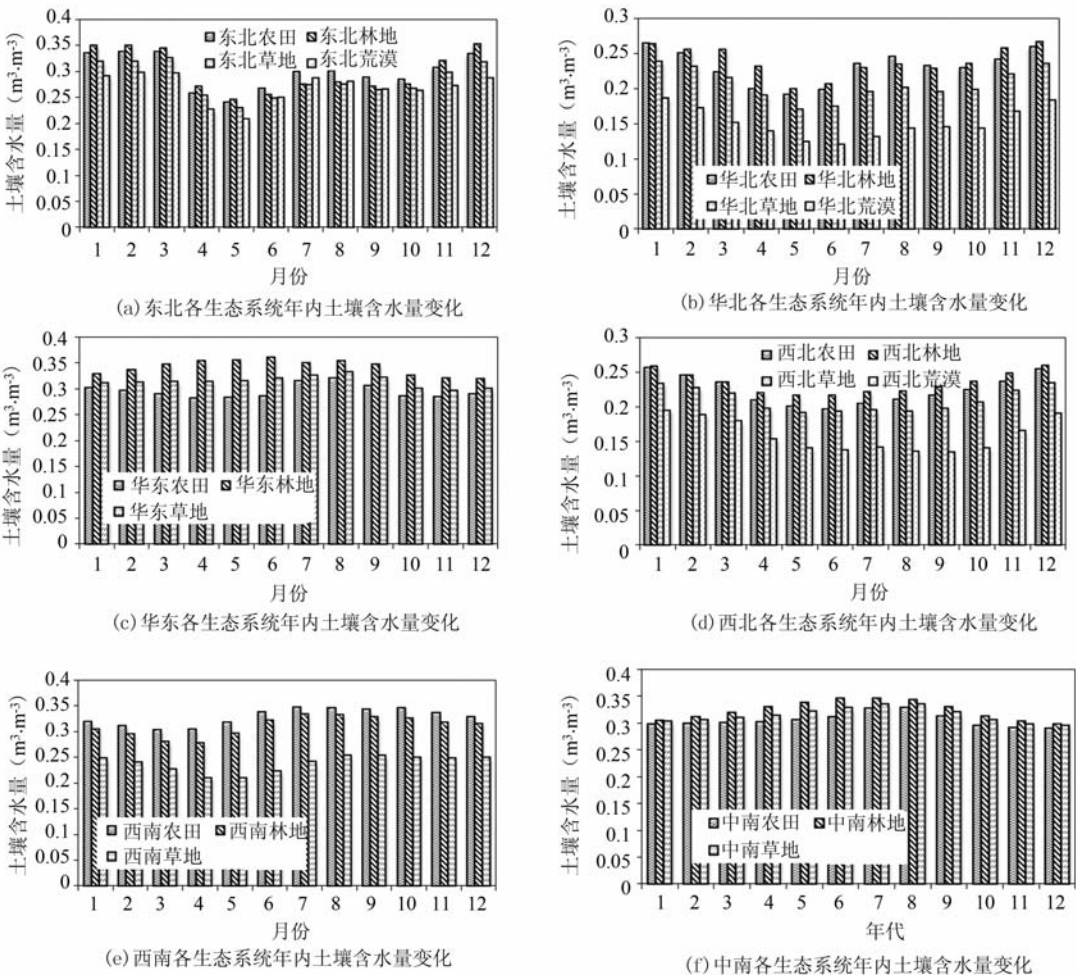 土壤含水量（m³·m⁻³）
0.4
0.35
0.3
0.25
0.2
0.15
0.1
0.05
0
东北农田 东北林地
东北草地 东北荒漠
1 2 3 4 5 6 7 8 9 10 11 12
月份
(a)东北各生态系统年内土壤含水量变化
土壤含水量（m³·m⁻³）
0.3
0.25
0.2
0.15
0.1
0.05
0
华北农田 华北林地
华北草地 华北荒漠
1 2 3 4 5 6 7 8 9 10 11 12
月份
(b)华北各生态系统年内土壤含水量变化
土壤含水量（m³·m⁻³）
0.4
0.35
0.3
0.25
0.2
0.15
0.1
0.05
0
华东农田 华东林地
华东草地
1 2 3 4 5 6 7 8 9 10 11 12
月份
(c)华东各生态系统年内土壤含水量变化
土壤含水量（m³·m⁻³）
0.3
0.25
0.2
0.15
0.1
0.05
0
西北农田 西北林地
西北草地 西北荒漠
1 2 3 4 5 6 7 8 9 10 11 12
月份
(d)西北各生态系统年内土壤含水量变化
土壤含水量（m³·m⁻³）
0.4
0.35
0.3
0.25
0.2
0.15
0.1
0.05
0
西南农田 西南林地
西南草地
1 2 3 4 5 6 7 8 9 10 11 12
月份
(e)西南各生态系统年内土壤含水量变化
土壤含水量（m³·m⁻³）
0.4
0.35
0.3
0.25
0.2
0.15
0.1
0.05
0
中南农田 中南林地
中南草地
1 2 3 4 5 6 7 8 9 10 11 12
年代
(f)中南各生态系统年内土壤含水量变化